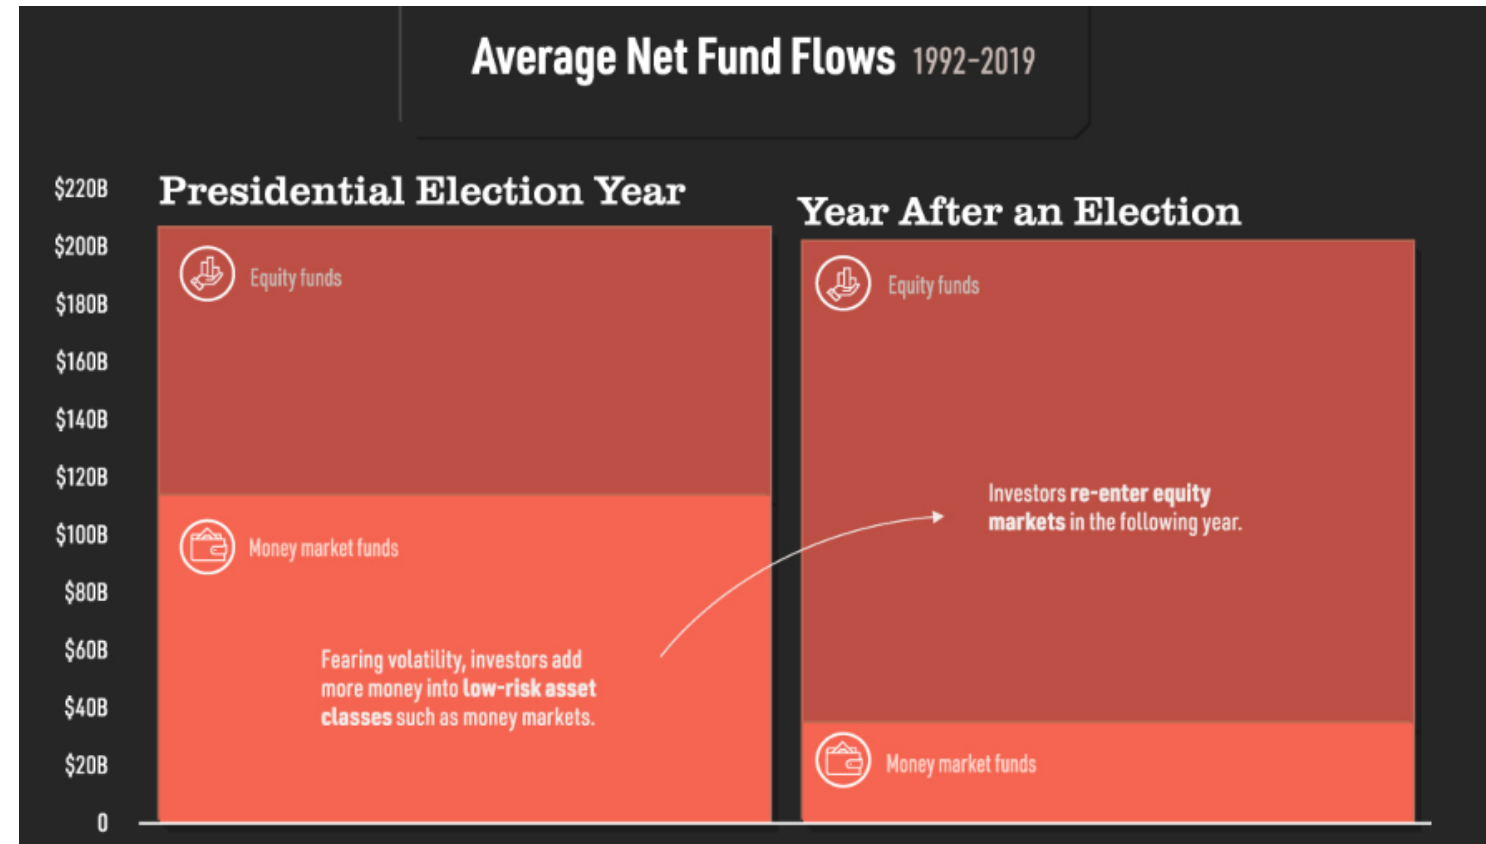 Average Net Fund Flows 1992-2019
$220B
$200B
$180B
$160B
$140B
$120B
$100B
$80B
$60B
$40B
$20B
0
Presidential Election Year
Equity funds
Money market funds
Fearing volatility, investors add
more money into low-risk asset
classes such as money markets.
Year After an Election
Equity funds
Investors re-enter equity
markets in the following year.
Money market funds